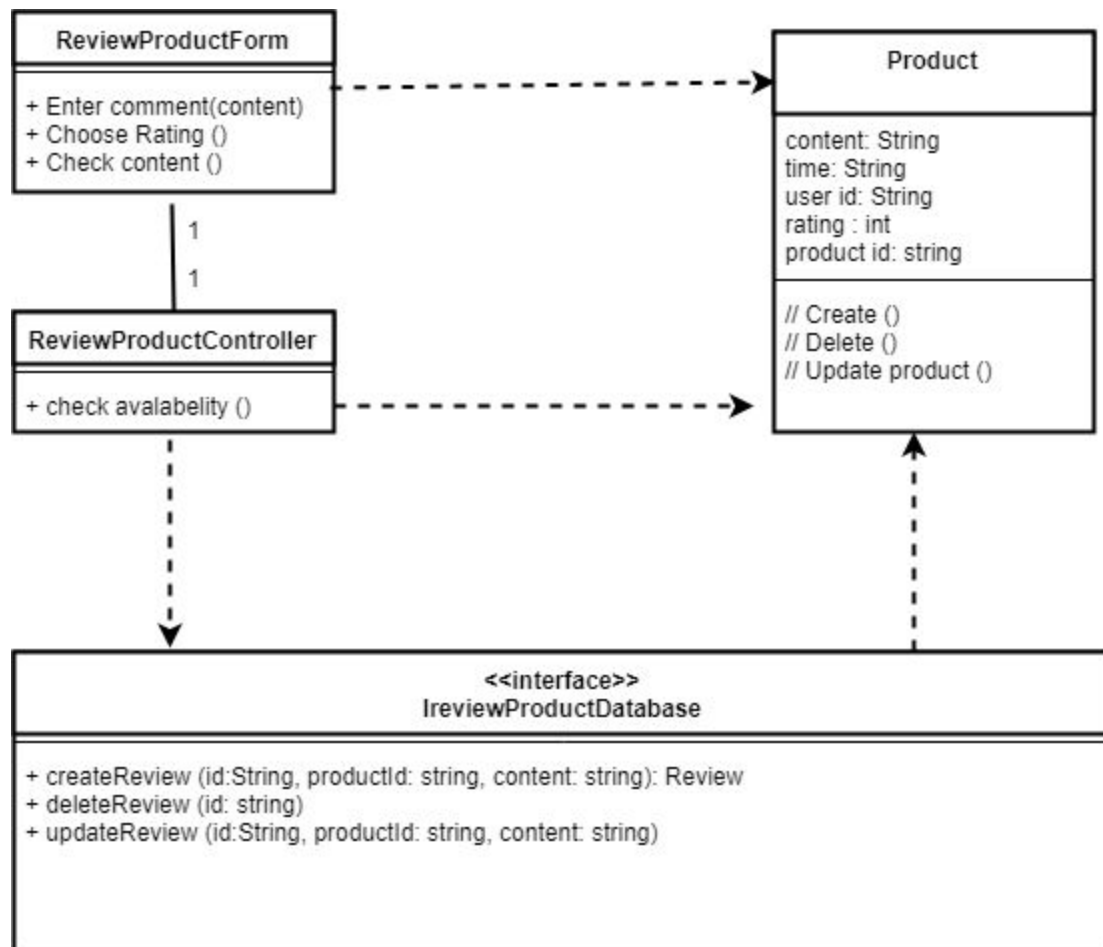 ReviewProductForm
+ Enter comment(content)
+ Choose Rating ()
+ Check content ()
1
1
ReviewProductController
+ check avalabelity ()
Product
content: String
time: String
user id: String
rating : int
product id: string
// Create ()
// Delete ()
// Update product ()
<<interface>>
IreviewProductDatabase
+ createReview (id:String, productId: string, content: string): Review
+ deleteReview (id: string)
+ updateReview (id:String, productId: string, content: string)